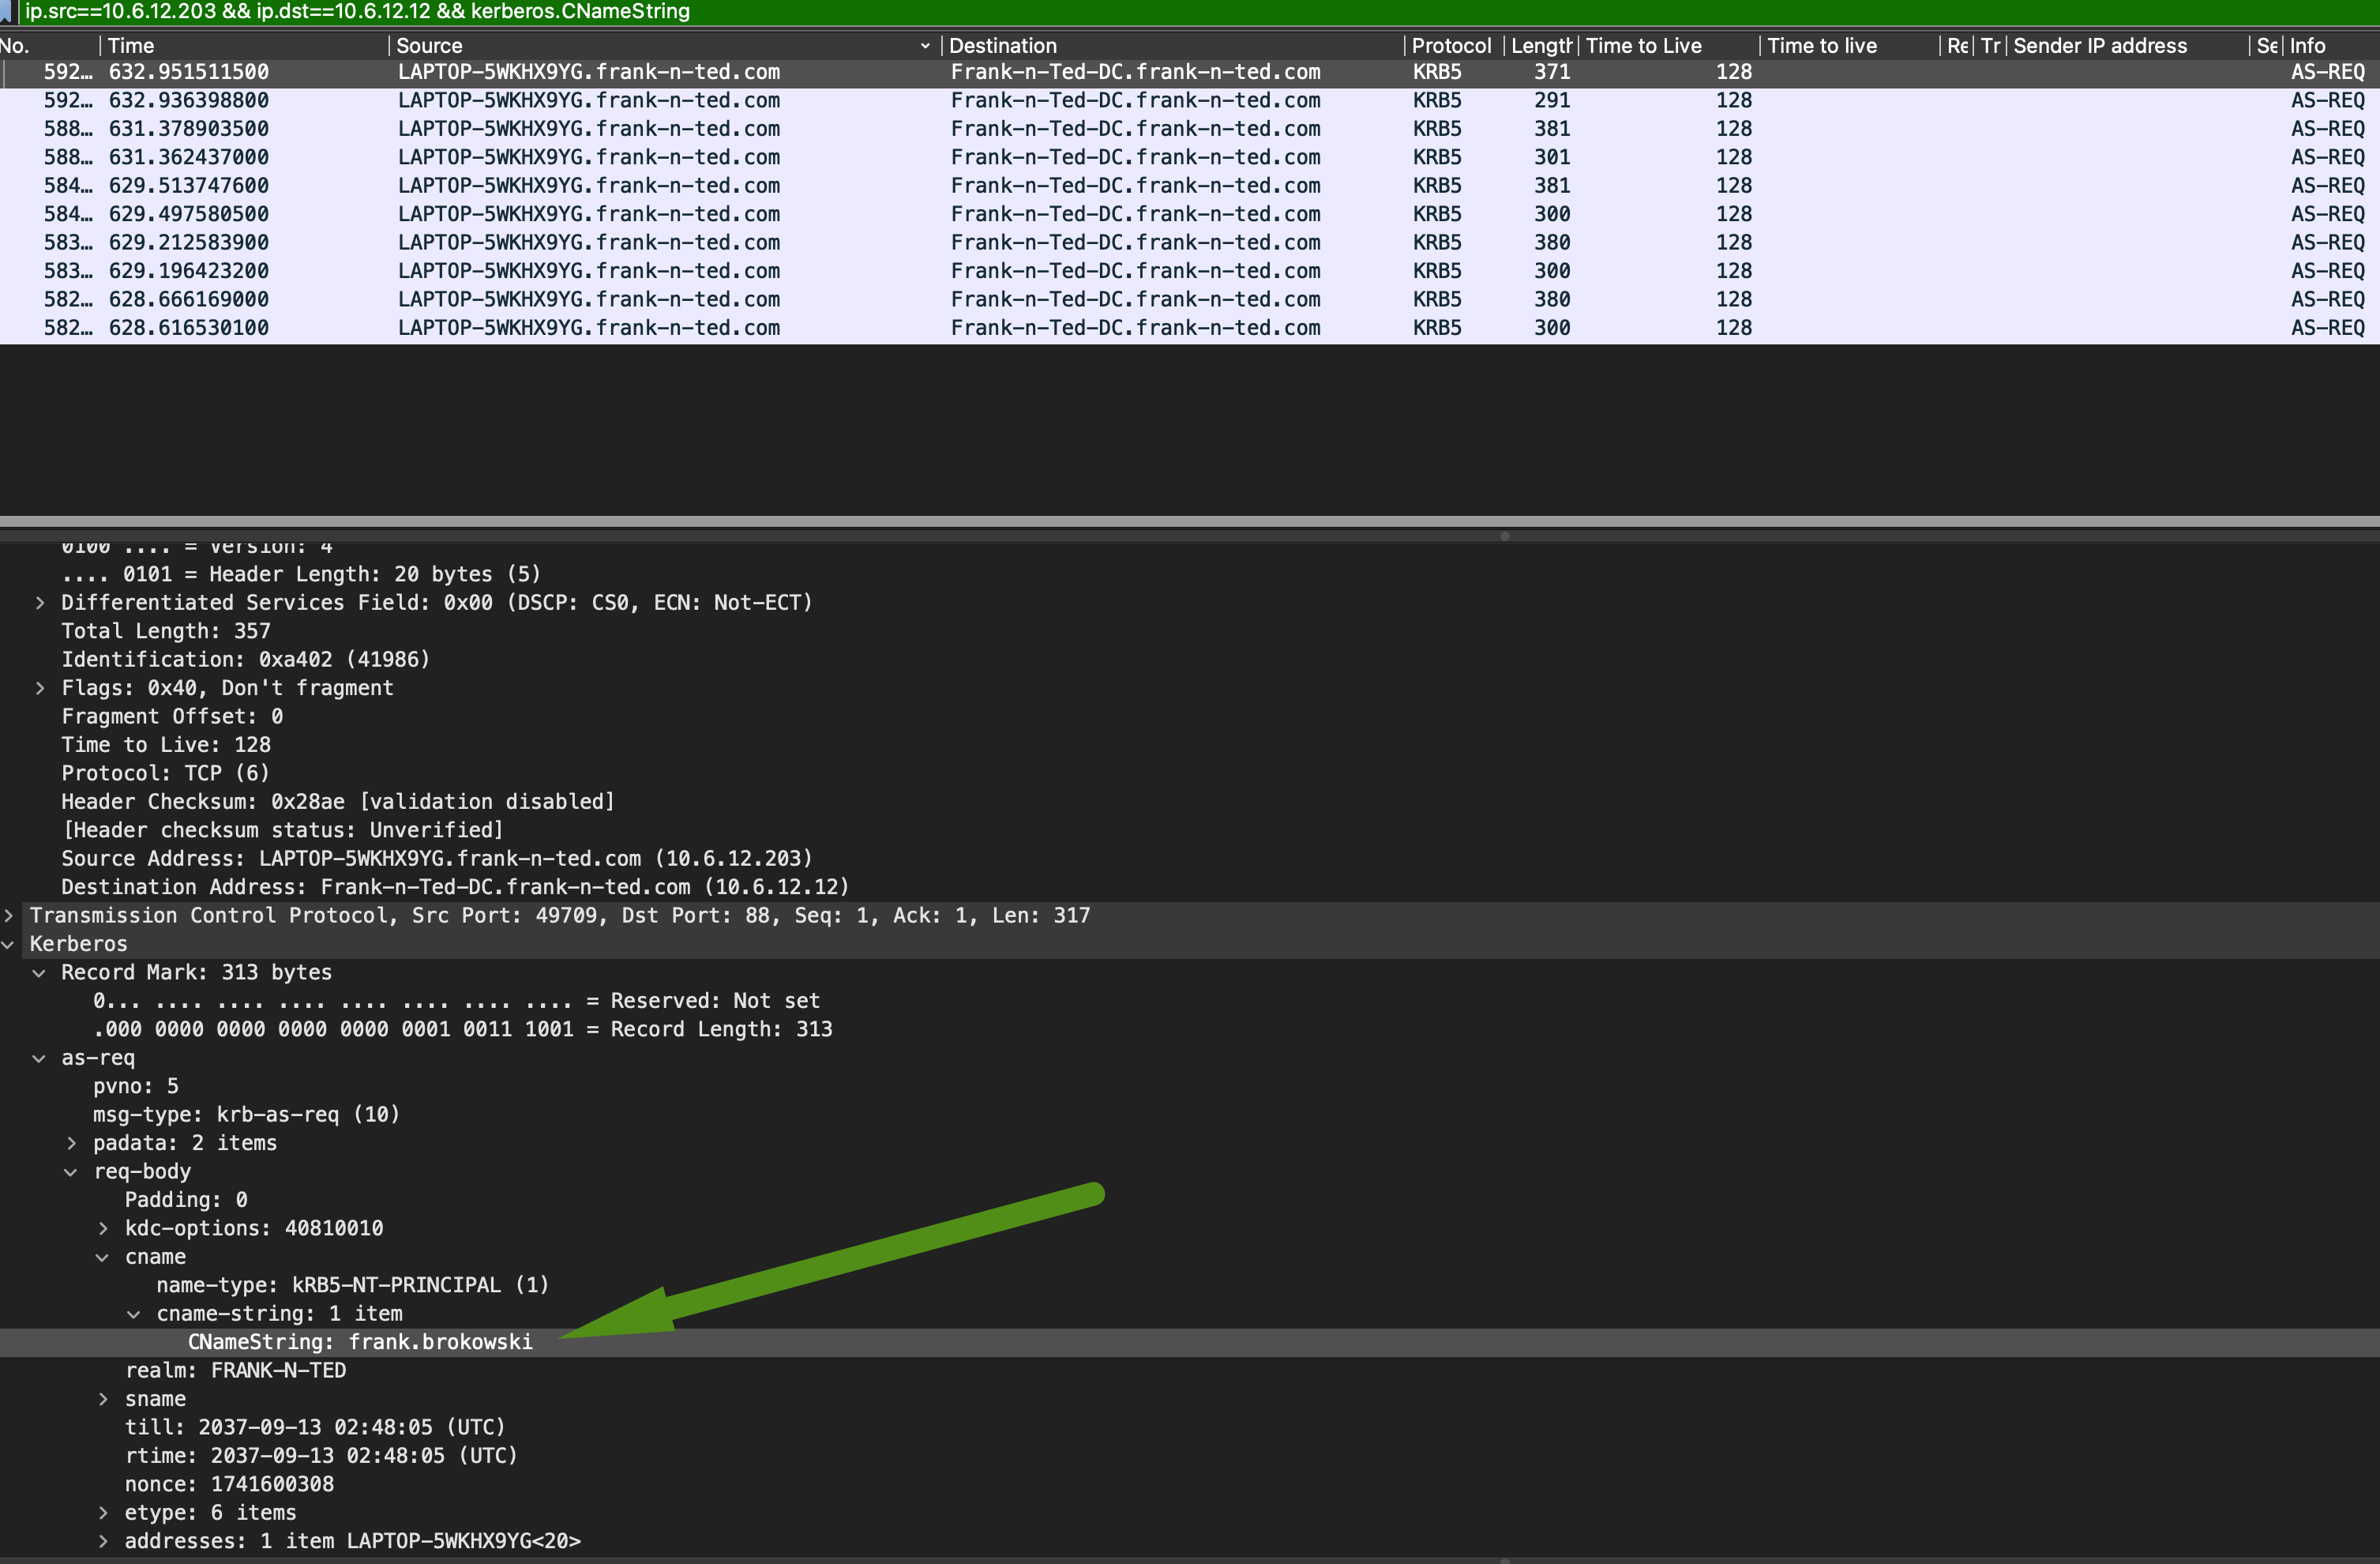 ip.src==10.6.12.203 && ip.dst==10.6.12.12 && kerberos.CNameString
No. Time Source Destination Protocol Length Time to Live Time to live Re Tr Sender IP address Se Info
592… 632.951511500 LAPTOP-5WKHX9YG.frank-n-ted.com Frank-n-Ted-DC.frank-n-ted.com KRB5 371 128 AS-REQ
592… 632.936398800 LAPTOP-5WKHX9YG.frank-n-ted.com Frank-n-Ted-DC.frank-n-ted.com KRB5 291 128 AS-REQ
588… 631.378903500 LAPTOP-5WKHX9YG.frank-n-ted.com Frank-n-Ted-DC.frank-n-ted.com KRB5 381 128 AS-REQ
588… 631.362437000 LAPTOP-5WKHX9YG.frank-n-ted.com Frank-n-Ted-DC.frank-n-ted.com KRB5 301 128 AS-REQ
584… 629.513747600 LAPTOP-5WKHX9YG.frank-n-ted.com Frank-n-Ted-DC.frank-n-ted.com KRB5 381 128 AS-REQ
584… 629.497580500 LAPTOP-5WKHX9YG.frank-n-ted.com Frank-n-Ted-DC.frank-n-ted.com KRB5 300 128 AS-REQ
583… 629.212583900 LAPTOP-5WKHX9YG.frank-n-ted.com Frank-n-Ted-DC.frank-n-ted.com KRB5 380 128 AS-REQ
583… 629.196423200 LAPTOP-5WKHX9YG.frank-n-ted.com Frank-n-Ted-DC.frank-n-ted.com KRB5 300 128 AS-REQ
582… 628.666169000 LAPTOP-5WKHX9YG.frank-n-ted.com Frank-n-Ted-DC.frank-n-ted.com KRB5 380 128 AS-REQ
582… 628.616530100 LAPTOP-5WKHX9YG.frank-n-ted.com Frank-n-Ted-DC.frank-n-ted.com KRB5 300 128 AS-REQ
0100 .... = Version: 4
.... 0101 = Header Length: 20 bytes (5)
Differentiated Services Field: 0x00 (DSCP: CS0, ECN: Not-ECT)
Total Length: 357
Identification: 0xa402 (41986)
Flags: 0x40, Don't fragment
Fragment Offset: 0
Time to Live: 128
Protocol: TCP (6)
Header Checksum: 0x28ae [validation disabled]
[Header checksum status: Unverified]
Source Address: LAPTOP-5WKHX9YG.frank-n-ted.com (10.6.12.203)
Destination Address: Frank-n-Ted-DC.frank-n-ted.com (10.6.12.12)
Transmission Control Protocol, Src Port: 49709, Dst Port: 88, Seq: 1, Ack: 1, Len: 317
Kerberos
Record Mark: 313 bytes
0... .... .... .... .... .... .... .... = Reserved: Not set
.000 0000 0000 0000 0000 0001 0011 1001 = Record Length: 313
as-req
pvno: 5
msg-type: krb-as-req (10)
padata: 2 items
req-body
Padding: 0
kdc-options: 40810010
cname
name-type: kRB5-NT-PRINCIPAL (1)
cname-string: 1 item
CNameString: frank.brokowski
realm: FRANK-N-TED
sname
till: 2037-09-13 02:48:05 (UTC)
rtime: 2037-09-13 02:48:05 (UTC)
nonce: 1741600308
etype: 6 items
addresses: 1 item LAPTOP-5WKHX9YG<20>